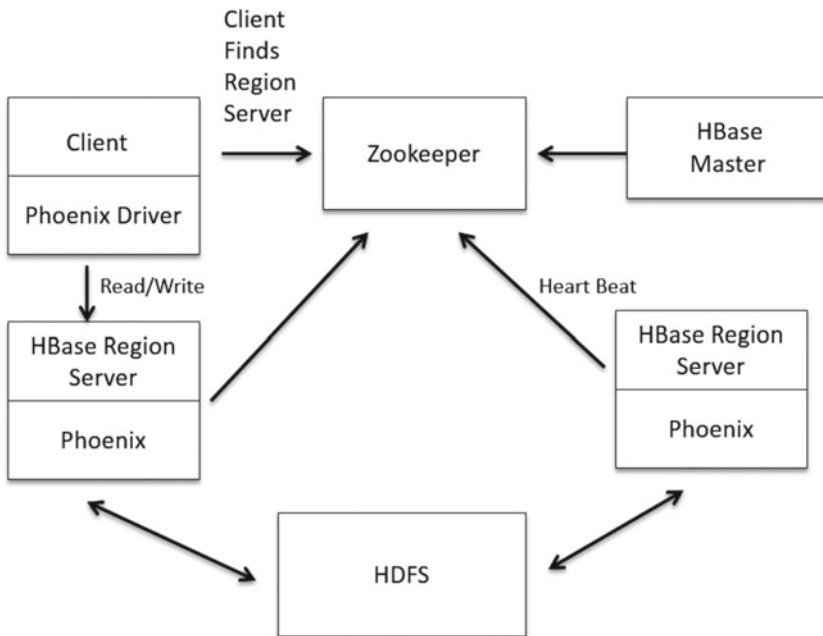 Client
Finds
Region
Server
Client
Phoenix Driver
Zookeeper
HBase
Master
Read/Write
Heart Beat
HBase Region
Server
Phoenix
HBase Region
Server
Phoenix
HDFS